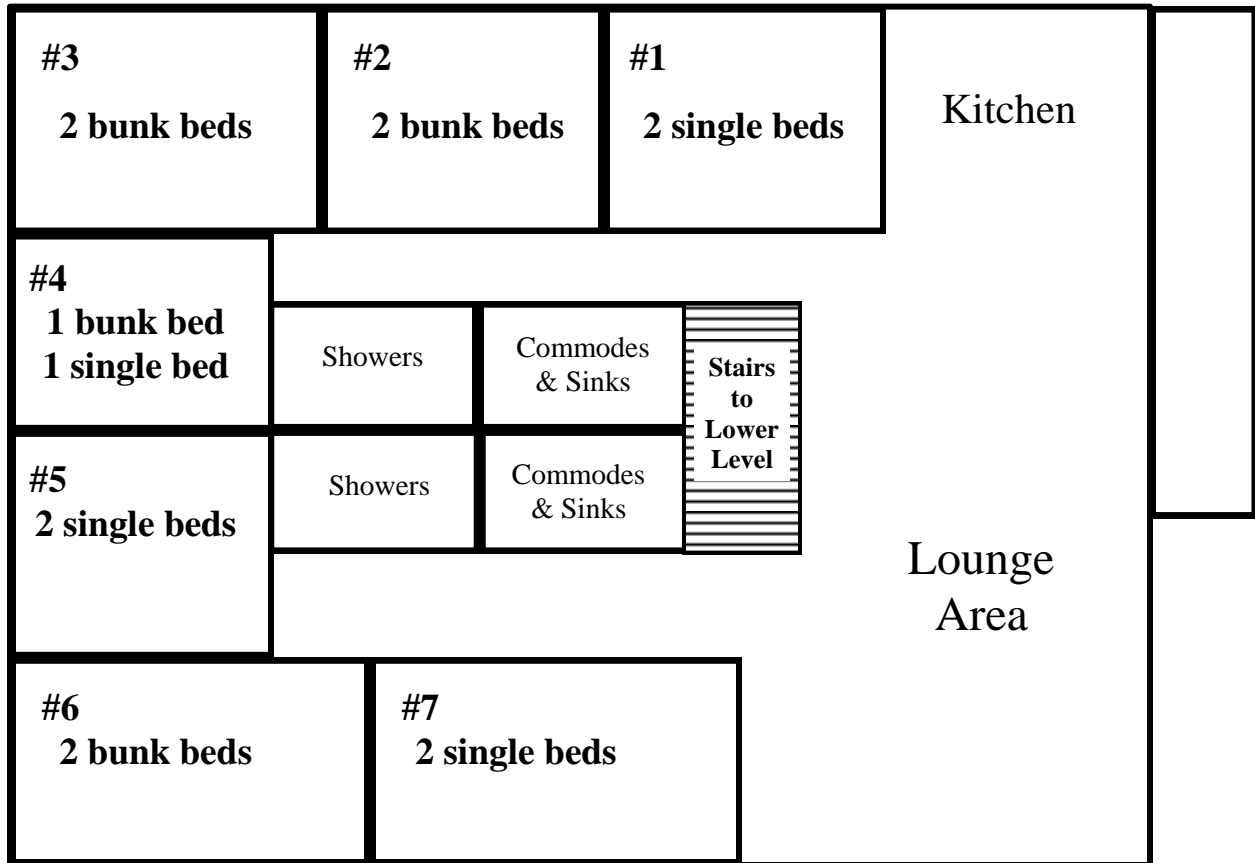 #3
2 bunk beds
#2
2 bunk beds
#1
2 single beds
Kitchen
#4
1 bunk bed
1 single bed
Showers
Commodes
& Sinks
Stairs
to
Lower
Level
#5
2 single beds
Showers
Commodes
& Sinks
Lounge
Area
#6
2 bunk beds
#7
2 single beds